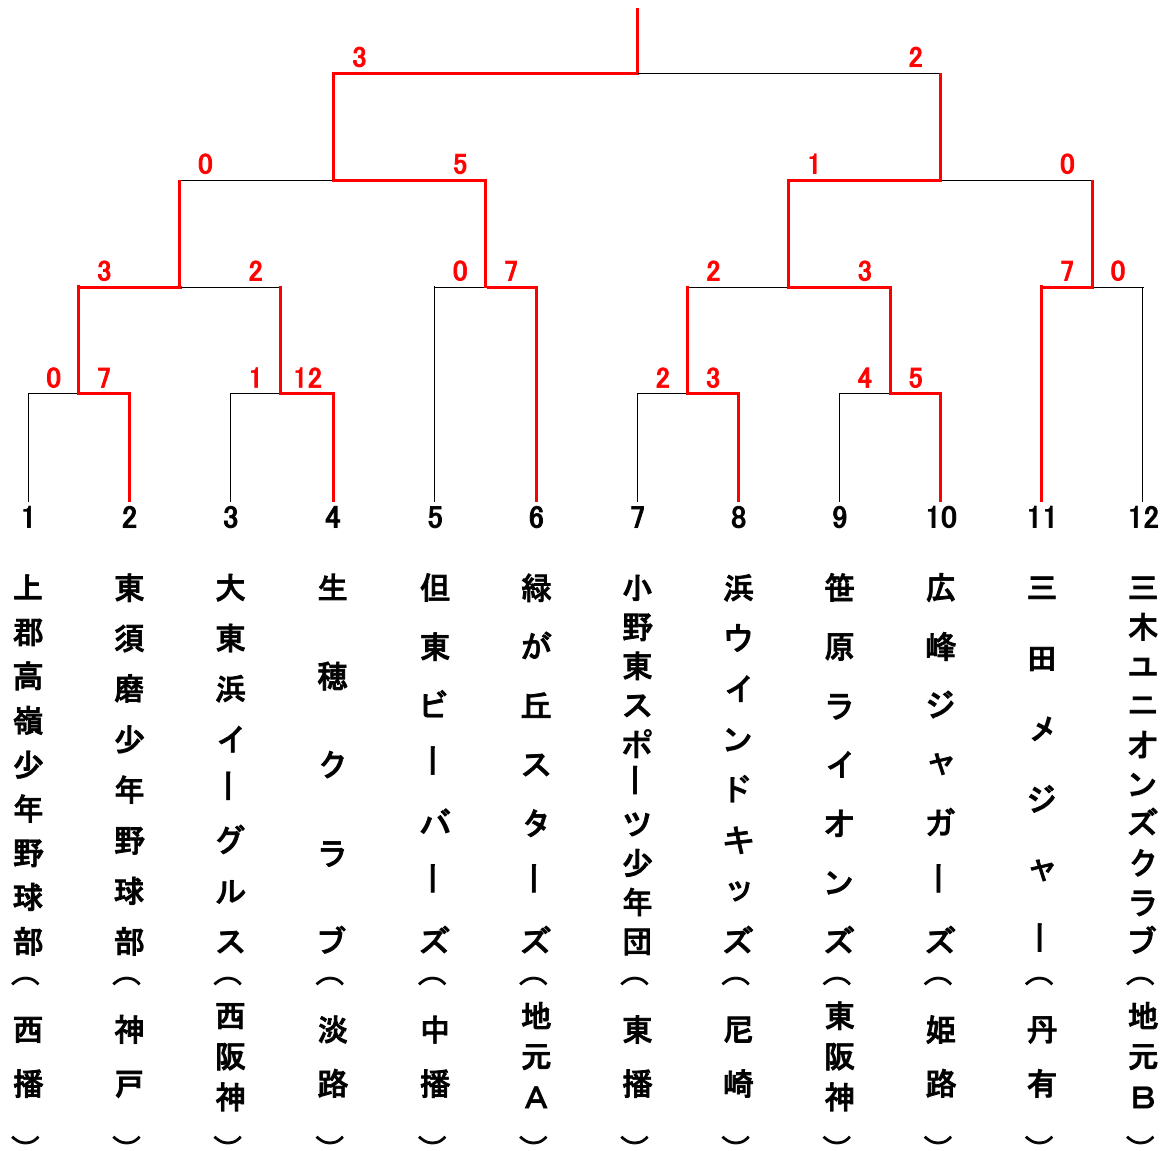 3 2
0 5 1 0
3 2 0 7 2 3 7 0
0 7 1 12 2 3 4 5
1 2 3 4 5 6 7 8 9 10 11 12
上郡高嶺少年野球部(西播)
東須磨少年野球部(神戸)
大東浜イーグルス(西阪神)
生穂クラブ(淡路)
但東ビーバーズ(中播)
緑が丘スターズ(地元A)
小野東スポーツ少年団(東播)
浜ウインドキッズ(尼崎)
笹原ライオンズ(東阪神)
広峰ジャガーズ(姫路)
三田メジャー(丹有)
三木ユニオンズクラブ(地元B)